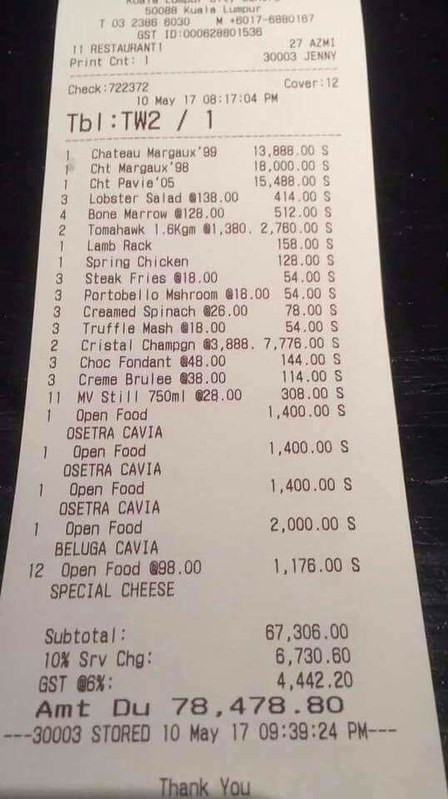 50088 Kuala Lumpur
T 03 2386 6030 M +6017-6880167
GST ID:000628801536
11 RESTAURANT1 27 AZMI
Print Cnt: 1 30003 JENNY
Check:722372 Cover:12
10 May 17 08:17:04 PM
Tbl:TW2 / 1
1 Chateau Margaux'99 13,888.00 S
1 Cht Margaux'98 18,000.00 S
1 Cht Pavie'05 15,488.00 S
3 Lobster Salad @138.00 414.00 S
4 Bone Marrow @128.00 512.00 S
2 Tomahawk 1.6Kgm @1,380. 2,760.00 S
1 Lamb Rack 158.00 S
1 Spring Chicken 128.00 S
3 Steak Fries @18.00 54.00 S
3 Portobello Mshroom @18.00 54.00 S
3 Creamed Spinach @26.00 78.00 S
3 Truffle Mash @18.00 54.00 S
2 Cristal Champgn @3,888. 7,776.00 S
3 Choc Fondant @48.00 144.00 S
3 Creme Brulee @38.00 114.00 S
11 MV Still 750ml @28.00 308.00 S
1 Open Food 1,400.00 S
OSETRA CAVIA
1 Open Food 1,400.00 S
OSETRA CAVIA
1 Open Food 1,400.00 S
OSETRA CAVIA
1 Open Food 2,000.00 S
BELUGA CAVIA
12 Open Food @98.00 1,176.00 S
SPECIAL CHEESE
Subtotal: 67,306.00
10% Srv Chg: 6,730.60
GST @6%: 4,442.20
Amt Du 78,478.80
---30003 STORED 10 May 17 09:39:24 PM---
Thank You